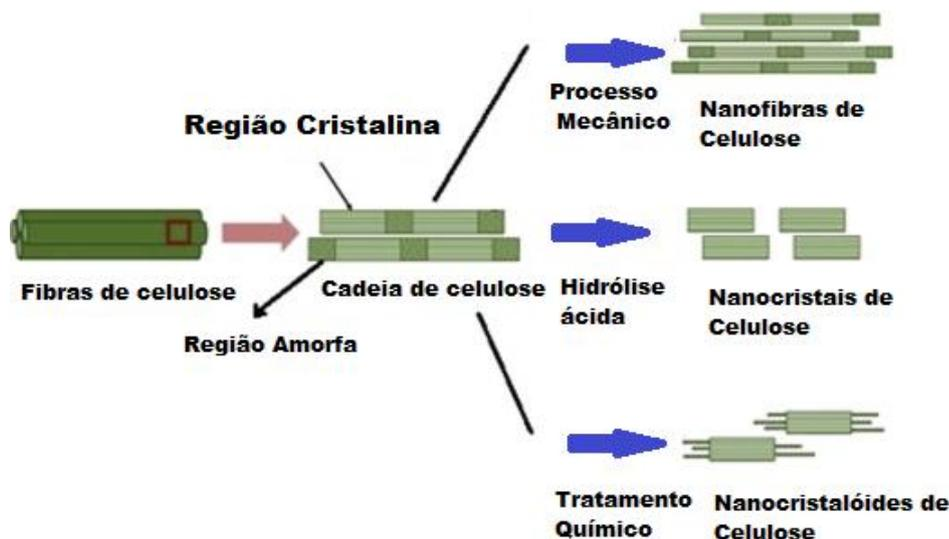 Processo
Mecânico
Nanofibras de
Celulose
Região Cristalina
Fibras de celulose
Cadeia de celulose
Região Amorfa
Hidrólise
ácida
Nanocristais de
Celulose
Tratamento
Químico
Nanocristalóides de
Celulose